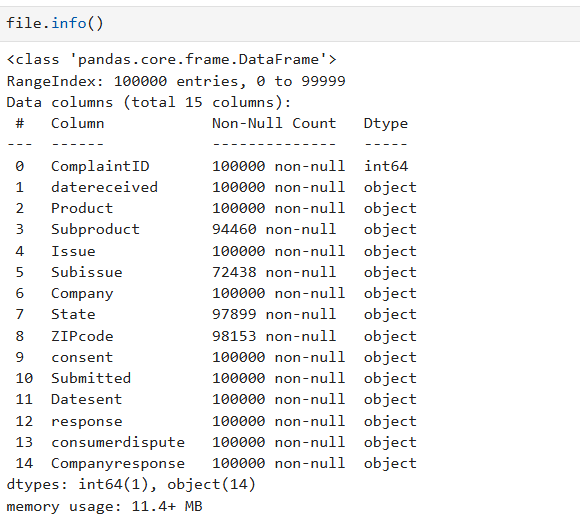 file.info()
<class 'pandas.core.frame.DataFrame'>
RangeIndex: 100000 entries, 0 to 99999
Data columns (total 15 columns):
 #   Column           Non-Null Count   Dtype
---  ------           --------------   -----
 0   ComplaintID      100000 non-null  int64
 1   datereceived     100000 non-null  object
 2   Product          100000 non-null  object
 3   Subproduct       94460 non-null   object
 4   Issue            100000 non-null  object
 5   Subissue         72438 non-null   object
 6   Company          100000 non-null  object
 7   State            97899 non-null   object
 8   ZIPcode          98153 non-null   object
 9   consent          100000 non-null  object
 10  Submitted        100000 non-null  object
 11  Datesent         100000 non-null  object
 12  response         100000 non-null  object
 13  consumerdispute  100000 non-null  object
 14  Companyresponse  100000 non-null  object
dtypes: int64(1), object(14)
memory usage: 11.4+ MB